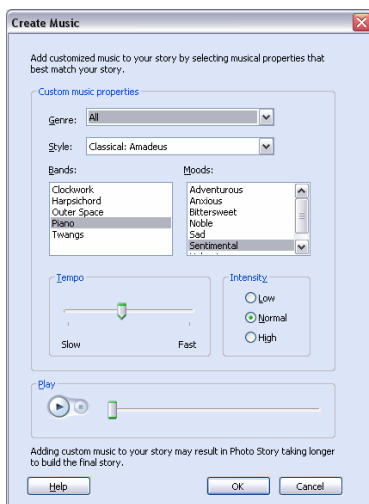 Create Music
Add customized music to your story by selecting musical properties that
best match your story.
Custom music properties
Genre: All
Style: Classical: Amadeus
Bands: Moods:
Clockwork Adventurous
Harpsichord Anxious
Outer Space Bittersweet
Piano Noble
Twangs Sad
Sentimental
Tempo Intensity
Low
Normal
High
Slow Fast
Play
Adding custom music to your story may result in Photo Story taking longer
to build the final story.
Help OK Cancel